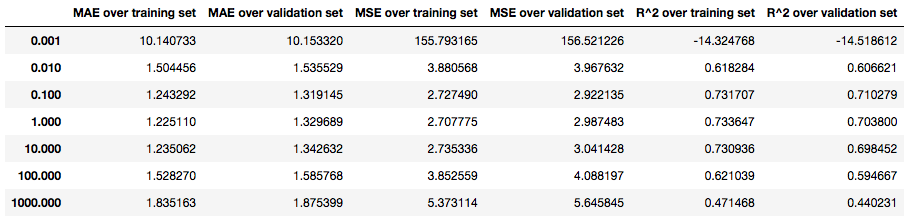 MAE over training set MAE over validation set MSE over training set MSE over validation set R^2 over training set R^2 over validation set
0.001 10.140733 10.153320 155.793165 156.521226 -14.324768 -14.518612
0.010 1.504456 1.535529 3.880568 3.967632 0.618284 0.606621
0.100 1.243292 1.319145 2.727490 2.922135 0.731707 0.710279
1.000 1.225110 1.329689 2.707775 2.987483 0.733647 0.703800
10.000 1.235062 1.342632 2.735336 3.041428 0.730936 0.698452
100.000 1.528270 1.585768 3.852559 4.088197 0.621039 0.594667
1000.000 1.835163 1.875399 5.373114 5.645845 0.471468 0.440231